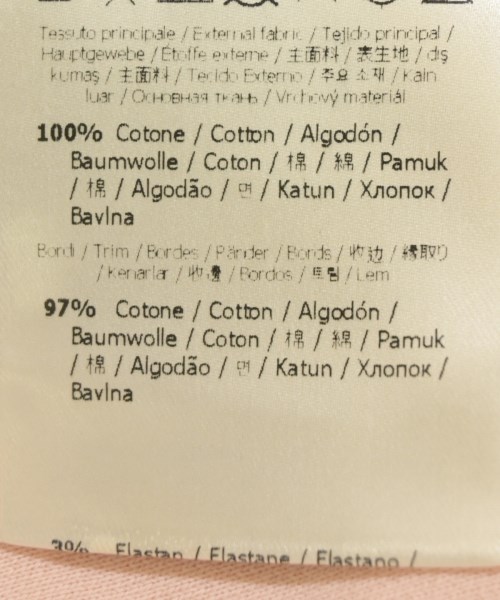 Tessuto principale / External fabric / Tejido principal /
Hauptgewebe / Etoffe externe / 主面料 / 表生地 / dış
kumaş / 主面料 / Tecido Externo / 주요 소재 / Kain
luar / Основная ткань / Vrchový materiál
100% Cotone / Cotton / Algodón /
Baumwolle / Coton / 棉 / 綿 / Pamuk
/ 棉 / Algodão / 면 / Katun / Хлопок /
Bavlna
Bordi / Trim / Bordes / Ränder / Bords / 收边 / 縁取り
/ Kenarlar / 收邊 / Bordos / 트림 / Lem
97% Cotone / Cotton / Algodón /
Baumwolle / Coton / 棉 / 綿 / Pamuk
/ 棉 / Algodão / 면 / Katun / Хлопок /
Bavlna
3% Elastan / Elastane / Elastano /